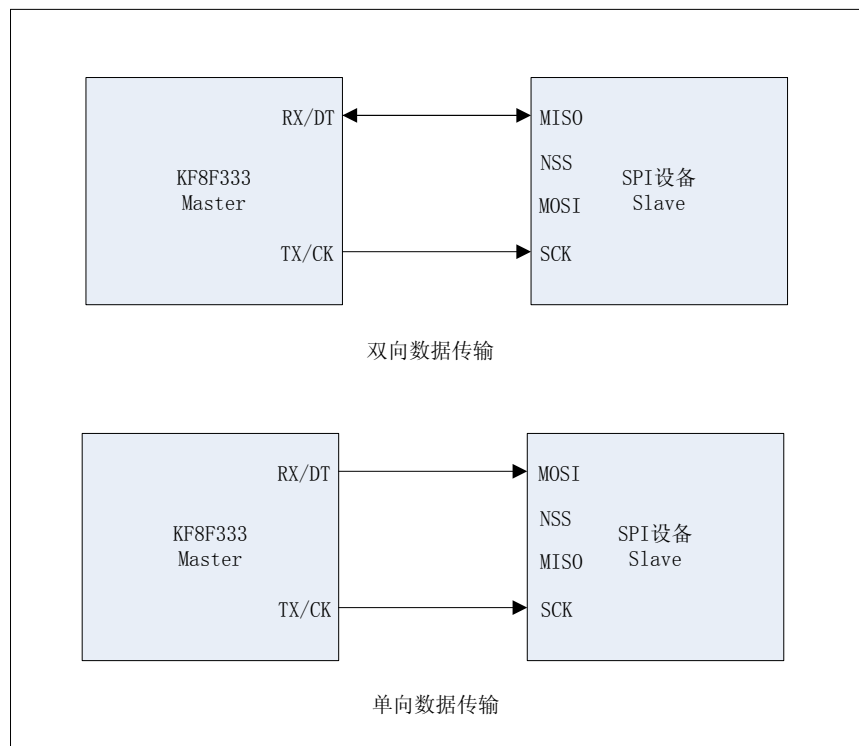 RX/DT
MISO
NSS
KF8F333
Master
SPI设备
Slave
MOSI
TX/CK
SCK
双向数据传输
RX/DT
MOSI
NSS
KF8F333
Master
SPI设备
Slave
MISO
TX/CK
SCK
单向数据传输